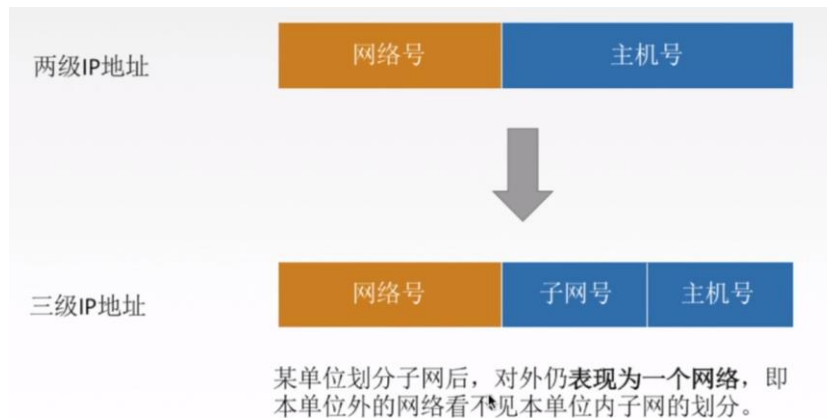 两级IP地址
网络号
主机号
三级IP地址
网络号
子网号
主机号
某单位划分子网后，对外仍表现为一个网络，即
本单位外的网络看不见本单位内子网的划分。